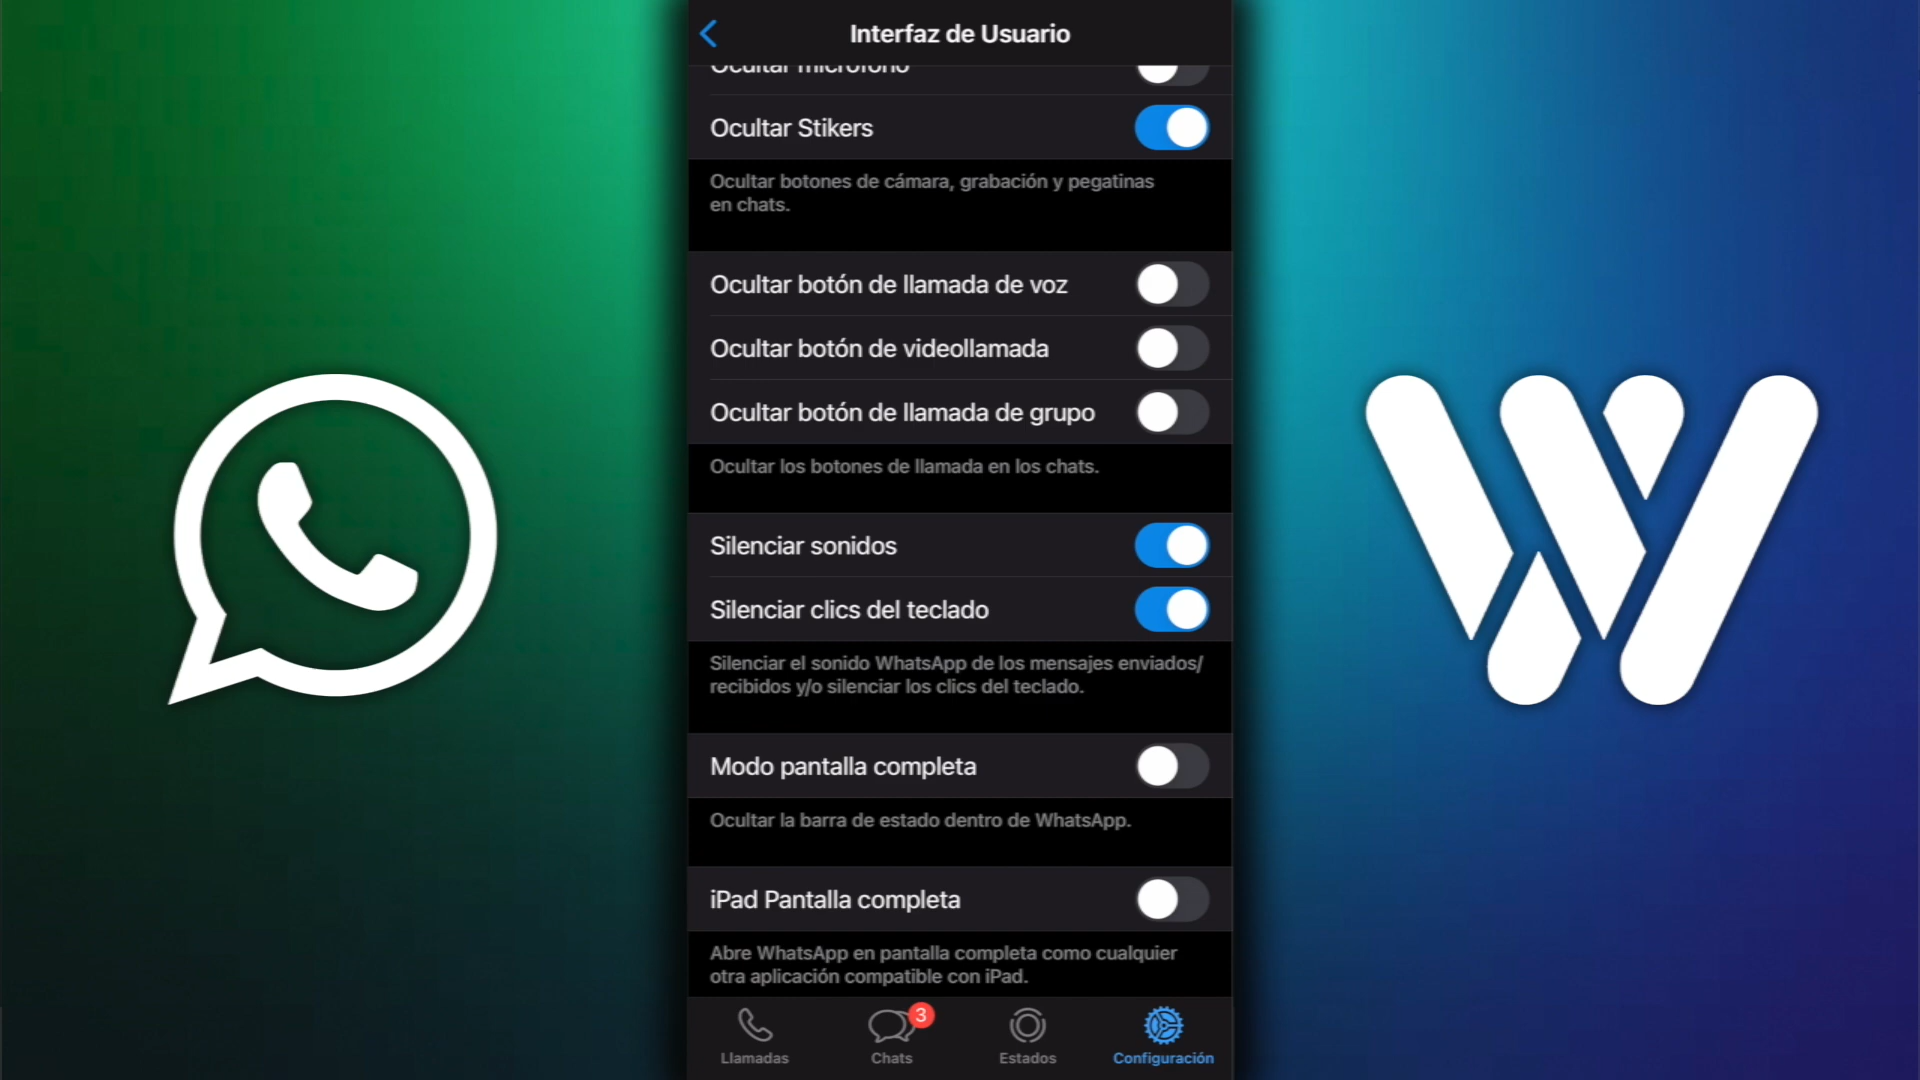 Interfaz de Usuario
Ocultar micrófono
Ocultar Stikers
Ocultar botones de cámara, grabación y pegatinas
en chats.
Ocultar botón de llamada de voz
Ocultar botón de videollamada
Ocultar botón de llamada de grupo
Ocultar los botones de llamada en los chats.
Silenciar sonidos
Silenciar clics del teclado
Silenciar el sonido WhatsApp de los mensajes enviados/
recibidos y/o silenciar los clics del teclado.
Modo pantalla completa
Ocultar la barra de estado dentro de WhatsApp.
iPad Pantalla completa
Abre WhatsApp en pantalla completa como cualquier
otra aplicación compatible con iPad.
3
Llamadas
Chats
Estados
Configuración